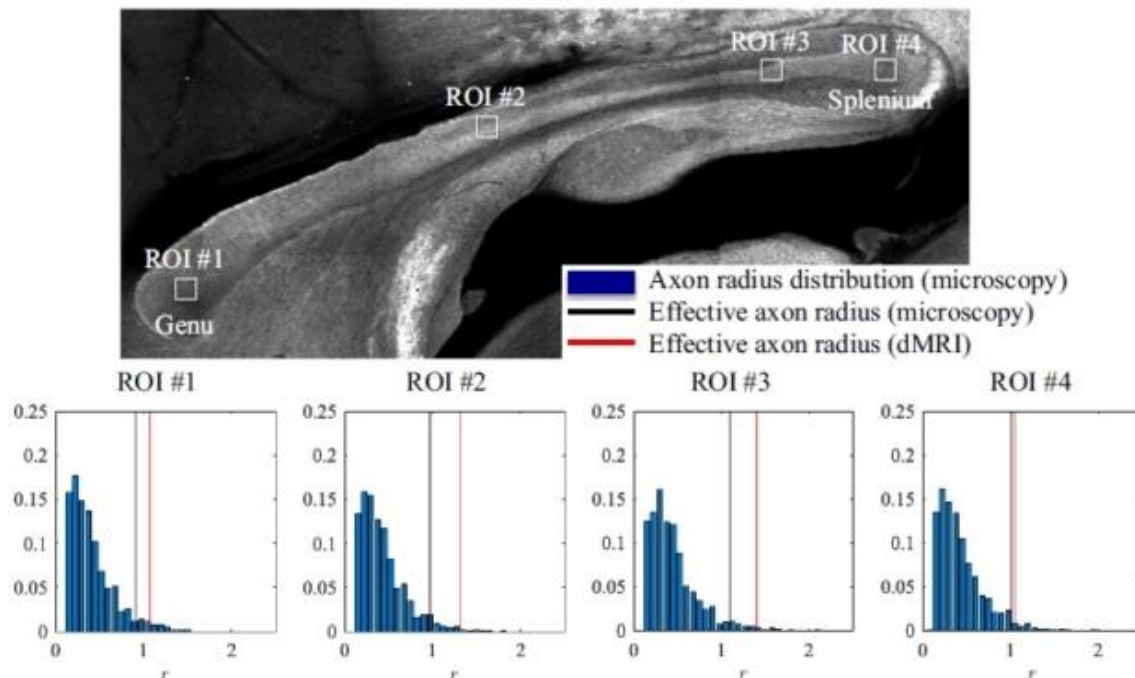 ROI #3 ROI #4
ROI #2
Splenium
ROI #1
Genu
Axon radius distribution (microscopy)
Effective axon radius (microscopy)
Effective axon radius (dMRI)
ROI #1 ROI #2 ROI #3 ROI #4
0.25 0.25 0.25 0.25
0.2 0.2 0.2 0.2
0.15 0.15 0.15 0.15
0.1 0.1 0.1 0.1
0.05 0.05 0.05 0.05
0 0 0 0
0 1 2 0 1 2 0 1 2 0 1 2
r r r r